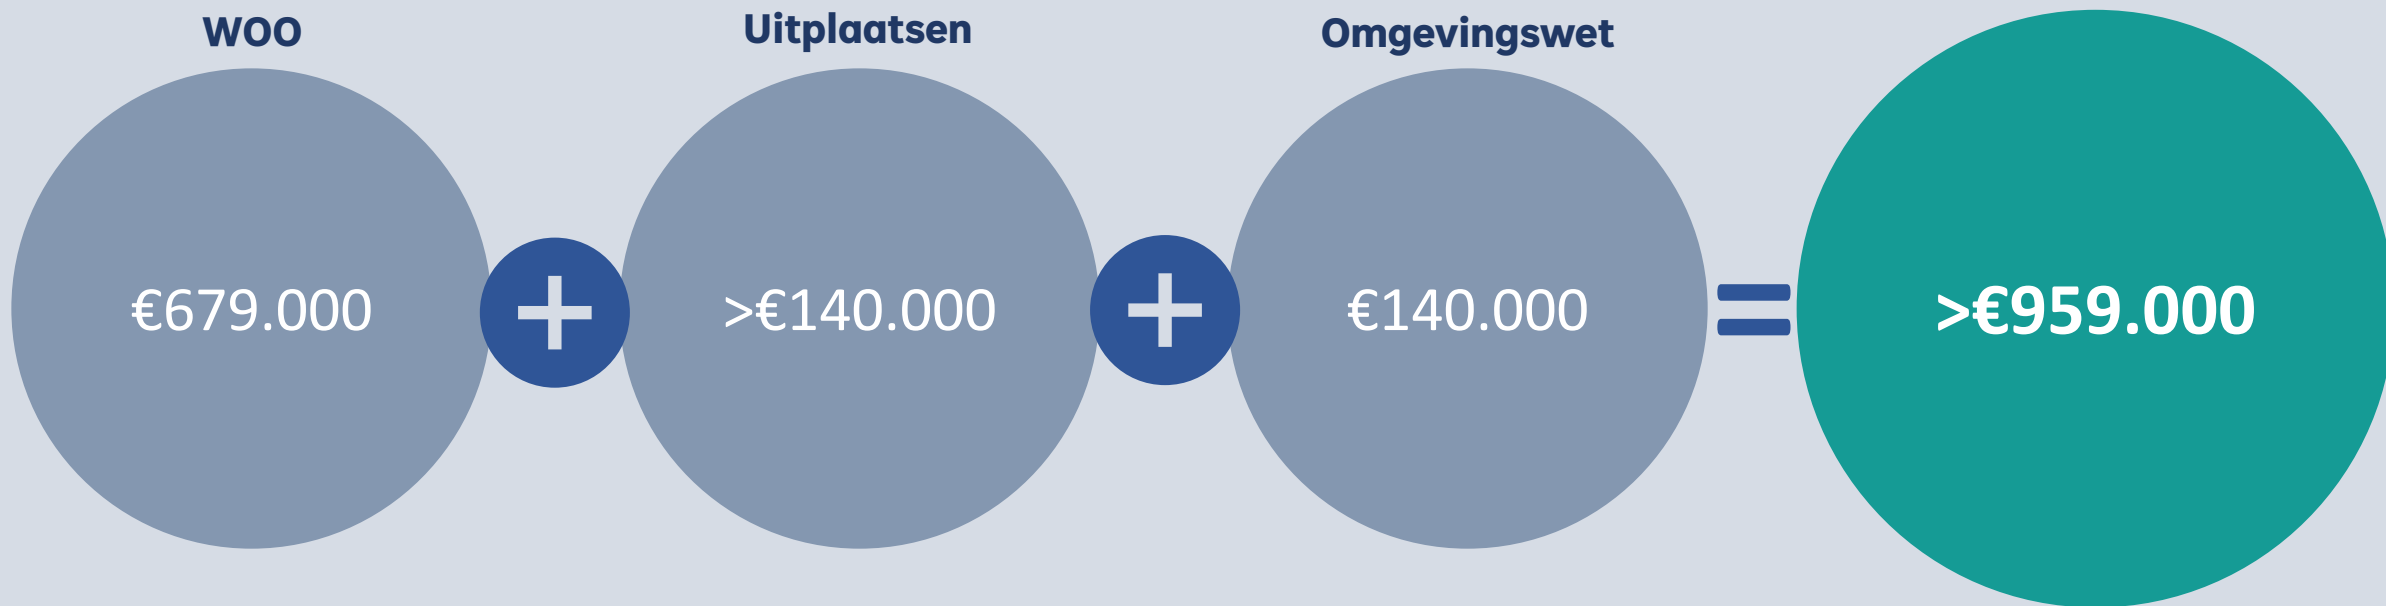 WOO
Uitplaatsen
Omgevingswet
€679.000
+
>€140.000
+
€140.000
=
>€959.000